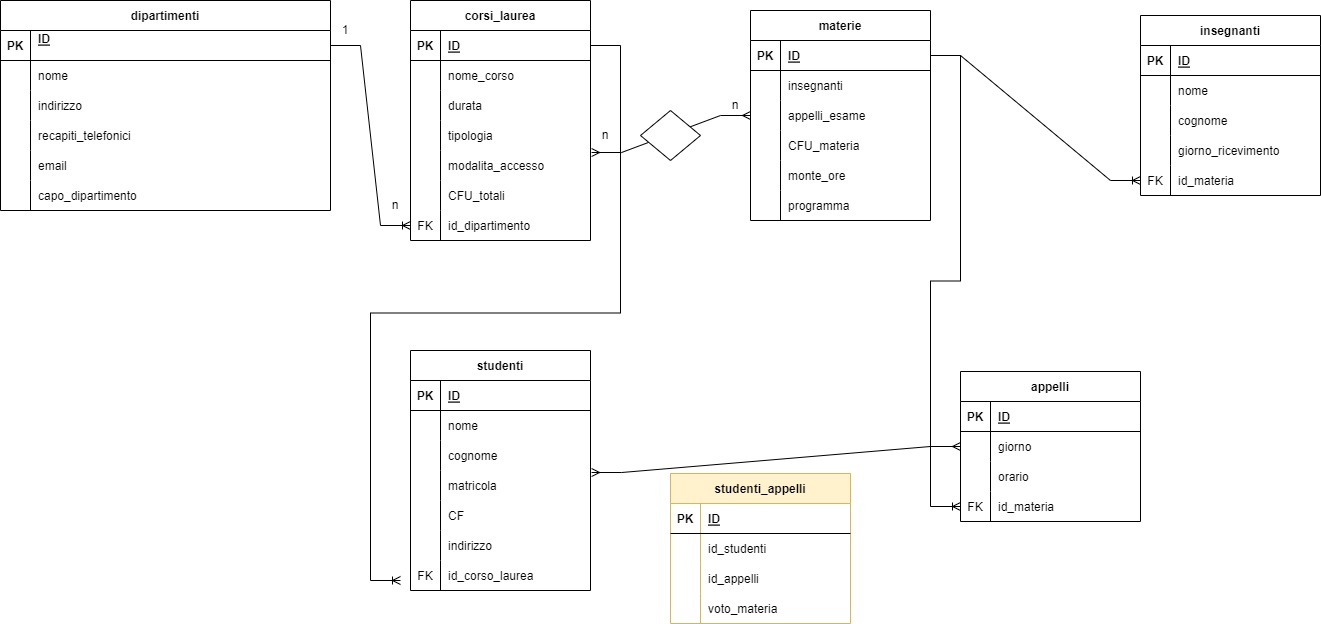 dipartimenti
PK ID
nome
indirizzo
recapiti_telefonici
email
capo_dipartimento
1
n
corsi_laurea
PK ID
nome_corso
durata
tipologia
modalita_accesso
CFU_totali
FK id_dipartimento
n
n
materie
PK ID
insegnanti
appelli_esame
CFU_materia
monte_ore
programma
insegnanti
PK ID
nome
cognome
giorno_ricevimento
FK id_materia
studenti
PK ID
nome
cognome
matricola
CF
indirizzo
FK id_corso_laurea
studenti_appelli
PK ID
id_studenti
id_appelli
voto_materia
appelli
PK ID
giorno
orario
FK id_materia